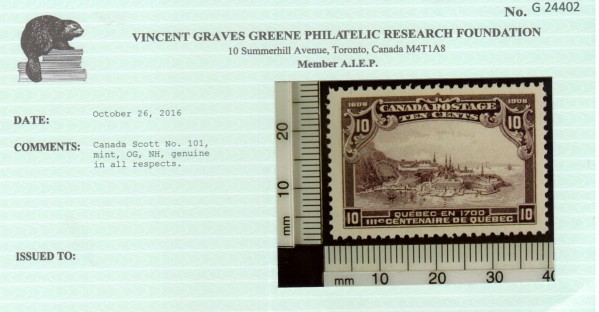 No. G 24402
VINCENT GRAVES GREENE PHILATELIC RESEARCH FOUNDATION
10 Summerhill Avenue, Toronto, Canada M4T1A8
Member A.I.E.P.
DATE: October 26, 2016
COMMENTS: Canada Scott No. 101,
mint, OG, NH, genuine
in all respects.
ISSUED TO:
1608 1908
CANADA POSTAGE
10 TEN CENTS 10
10 QUÉBEC EN 1700 10
IIIe CENTENAIRE DE QUÉBEC
20
10
mm
mm 10 20 30 40